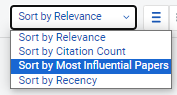 Sort by Relevance
Sort by Relevance
Sort by Citation Count
Sort by Most Influential Papers
Sort by Recency